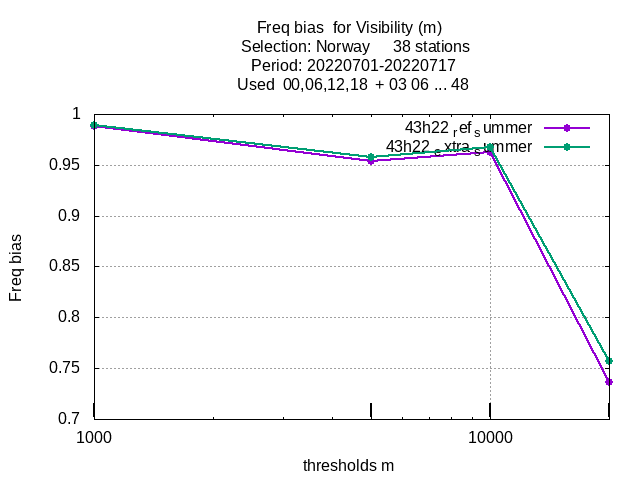 Freq bias  for Visibility (m)
Selection: Norway     38 stations
Period: 20220701-20220717
Used  00,06,12,18  + 03 06 ... 48
43h22 ref summer
43h22 extra summer
1
0.95
0.9
0.85
0.8
0.75
0.7
Freq bias
1000
10000
thresholds m